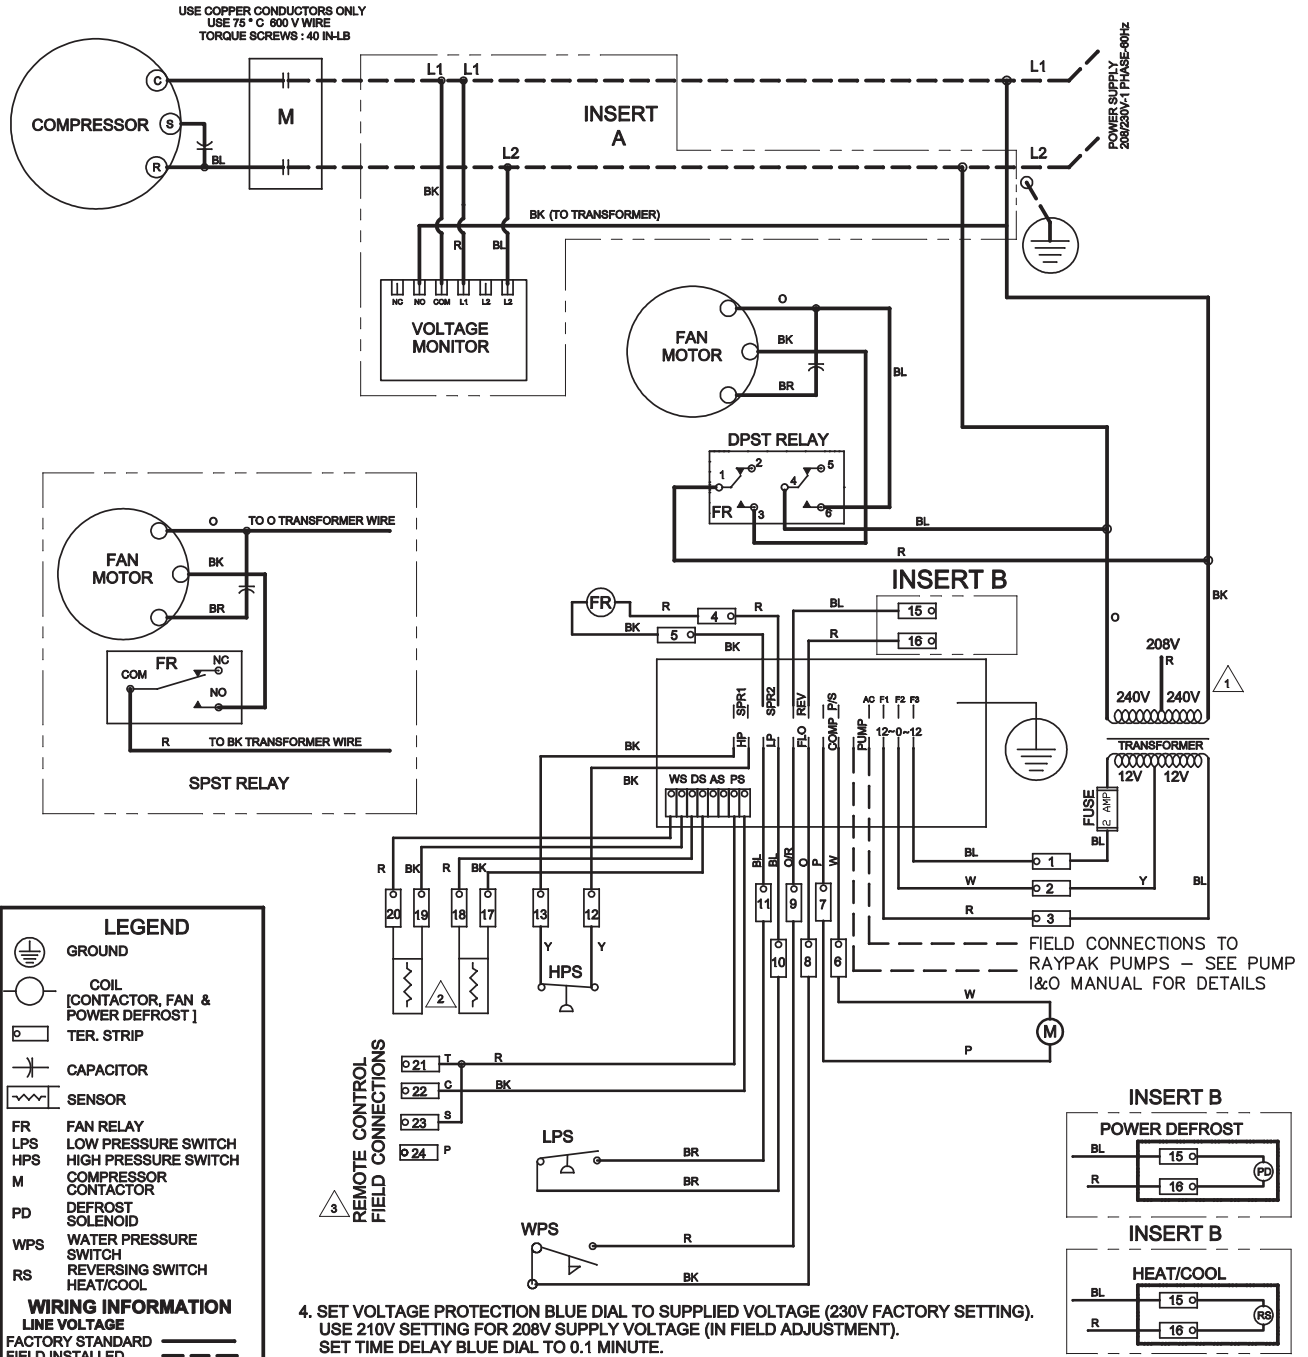 USE COPPER CONDUCTORS ONLY
USE 75 ° C 600 V WIRE
TORQUE SCREWS : 40 IN-LB
COMPRESSOR
C
S
R
BL
M
L1
L1
L2
INSERT
A
L1
L2
POWER SUPPLY
208/230V-1 PHASE-60Hz
BK
R
BL
BK (TO TRANSFORMER)
NC NO COM L1 L2 L2
VOLTAGE
MONITOR
FAN
MOTOR
O
BK
BR
BL
DPST RELAY
1 2 3 4 5 6
FR
BL
R
FAN
MOTOR
O
TO O TRANSFORMER WIRE
BK
BR
FR
COM
NC
NO
R
TO BK TRANSFORMER WIRE
SPST RELAY
INSERT B
FR
R
4
R
BK
5
BK
BL
15
R
16
O
BK
208V
R
1
240V 240V
TRANSFORMER
12V 12V
FUSE
2 AMP
BL
Y
BL
HP SPR1
LP SPR2
FLO REV
COMP P/S
PUMP
AC F1 F2 F3
12~0~12
WS DS AS PS
BK
BK
R BK R BK
20 19 18 17 13 12
Y Y
HPS
2
BL BL O/R O P W
11 9 7
10 8 6
BL
1
W
2
R
3
FIELD CONNECTIONS TO
RAYPAK PUMPS – SEE PUMP
I&O MANUAL FOR DETAILS
W
M
P
REMOTE CONTROL
FIELD CONNECTIONS
3
21 T R
22 C BK
23 S
24 P
LPS
BR
BR
WPS
R
BK
LEGEND
GROUND
COIL
[CONTACTOR, FAN &
POWER DEFROST ]
TER. STRIP
CAPACITOR
SENSOR
FR FAN RELAY
LPS LOW PRESSURE SWITCH
HPS HIGH PRESSURE SWITCH
M COMPRESSOR
CONTACTOR
PD DEFROST
SOLENOID
WPS WATER PRESSURE
SWITCH
RS REVERSING SWITCH
HEAT/COOL
WIRING INFORMATION
LINE VOLTAGE
FACTORY STANDARD
FIELD INSTALLED
INSERT B
POWER DEFROST
BL
15
R
16
PD
INSERT B
HEAT/COOL
BL
15
R
16
RS
4. SET VOLTAGE PROTECTION BLUE DIAL TO SUPPLIED VOLTAGE (230V FACTORY SETTING).
USE 210V SETTING FOR 208V SUPPLY VOLTAGE (IN FIELD ADJUSTMENT).
SET TIME DELAY BLUE DIAL TO 0.1 MINUTE.